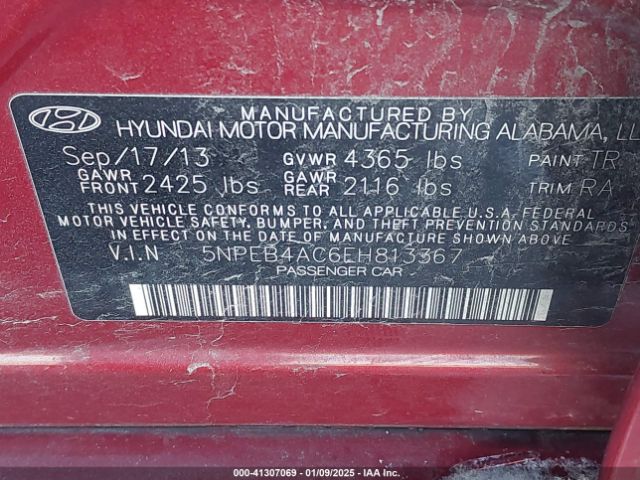 MANUFACTURED BY
HYUNDAI MOTOR MANUFACTURING ALABAMA, LL
Sep/17/13 GVWR 4365 lbs PAINT TR
GAWR FRONT 2425 lbs GAWR REAR 2116 lbs TRIM RA
THIS VEHICLE CONFORMS TO ALL APPLICABLE U.S.A. FEDERAL
MOTOR VEHICLE SAFETY, BUMPER, AND THEFT PREVENTION STANDARDS
IN EFFECT ON THE DATE OF MANUFACTURE SHOWN ABOVE.
V.I.N 5NPEB4AC6EH813367
PASSENGER CAR
000-41307069 - 01/09/2025 - IAA Inc.